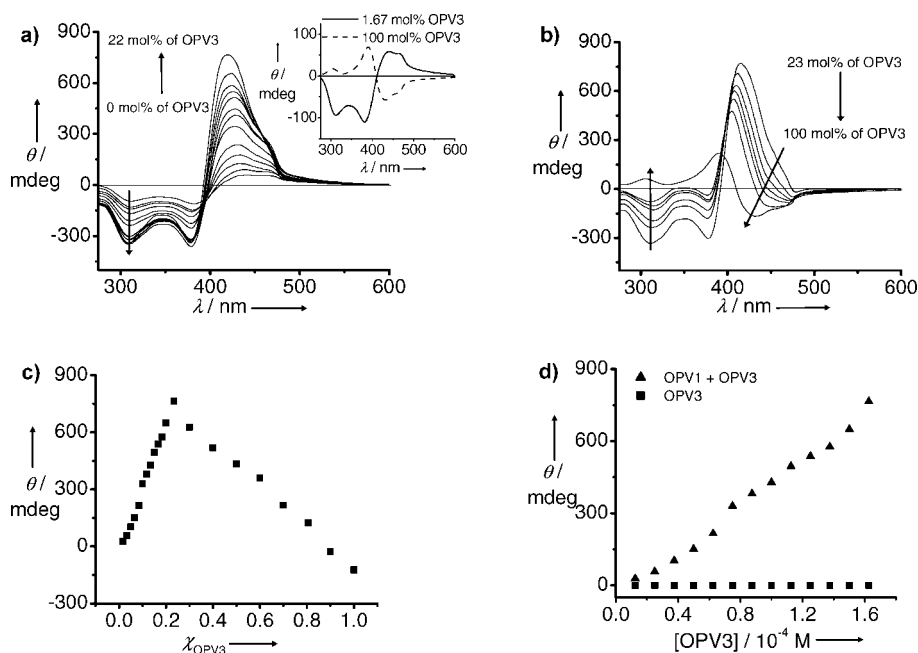 a)
900
600
300
0
-300
θ /
mdeg
22 mol% of OPV3
0 mol% of OPV3
300 400 500 600
λ / nm
100
0
-100
θ /
mdeg
1.67 mol% OPV3
100 mol% OPV3
300 400 500 600
λ / nm
b)
900
600
300
0
-300
θ /
mdeg
23 mol% of OPV3
100 mol% of OPV3
300 400 500 600
λ / nm
c)
900
600
300
0
-300
θ /
mdeg
0.0 0.2 0.4 0.6 0.8 1.0
χOPV3
d)
900
600
300
0
θ /
mdeg
OPV1 + OPV3
OPV3
0.0 0.4 0.8 1.2 1.6
[OPV3] / 10-4 M